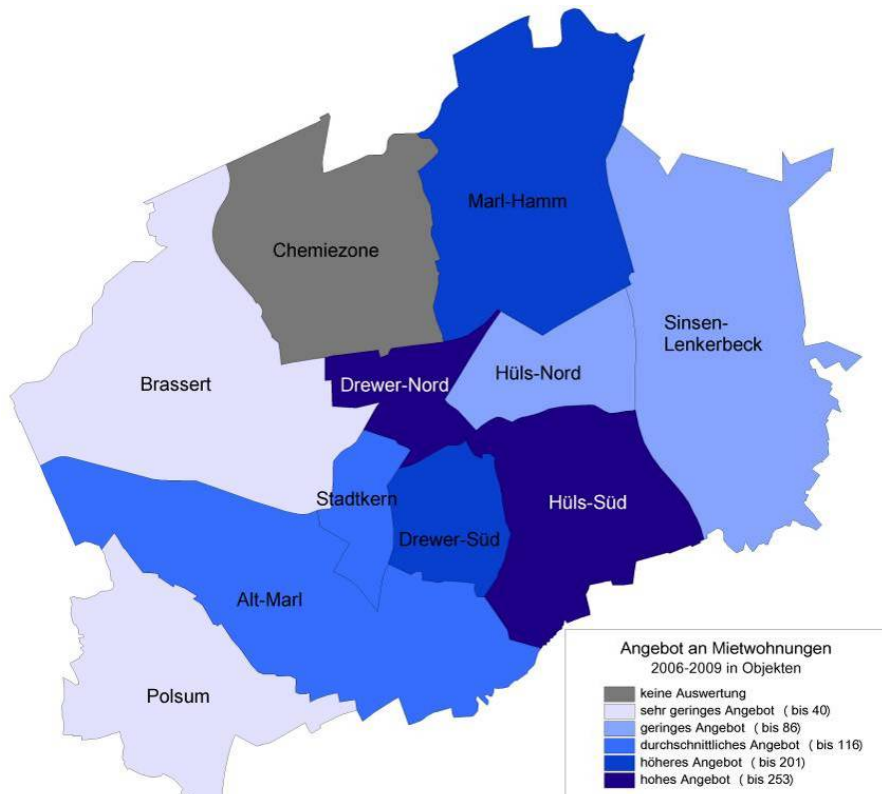 Marl-Hamm
Chemiezone
Sinsen-
Lenkerbeck
Brassert
Drewer-Nord
Hüls-Nord
Stadtkern
Hüls-Süd
Drewer-Süd
Alt-Marl
Polsum
Angebot an Mietwohnungen
2006-2009 in Objekten
keine Auswertung
sehr geringes Angebot ( bis 40)
geringes Angebot ( bis 86)
durchschnittliches Angebot ( bis 116)
höheres Angebot ( bis 201)
hohes Angebot ( bis 253)